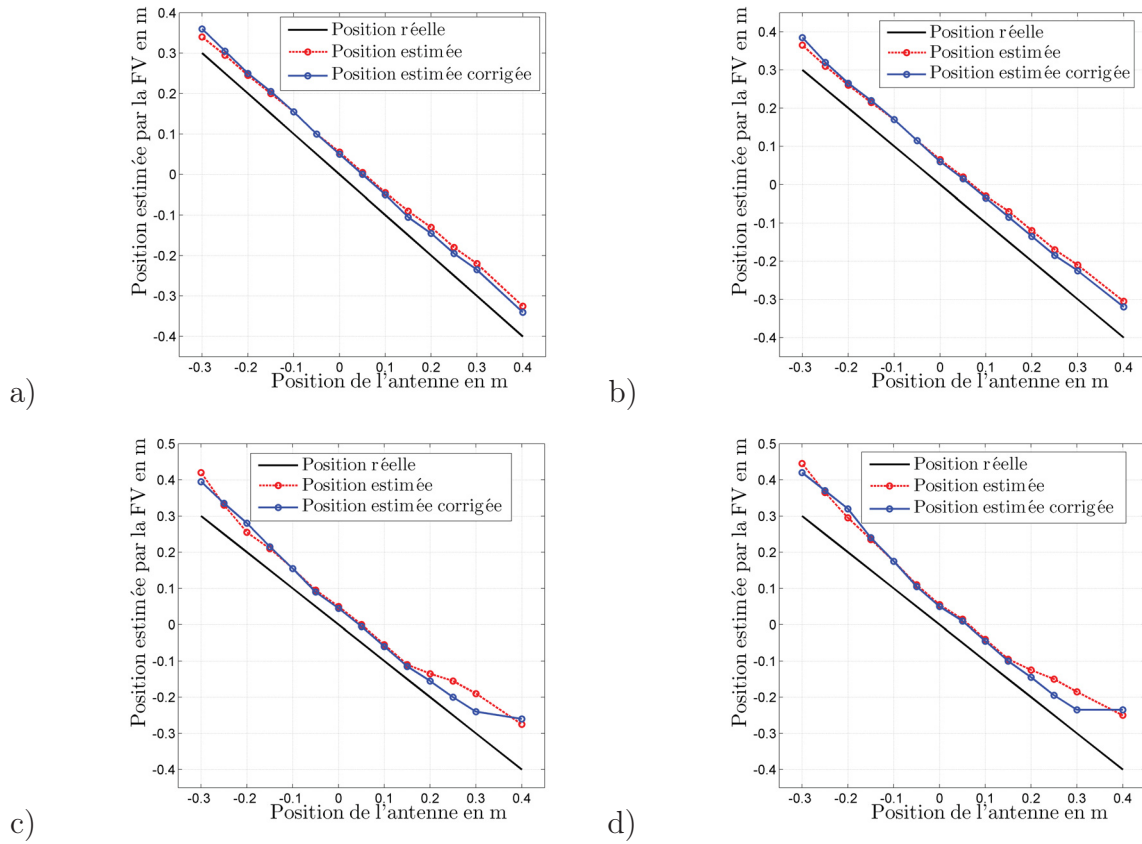 Position estimée par la FV en m
0.4
0.3
0.2
0.1
0
-0.1
-0.2
-0.3
-0.4
Position réelle
Position estimée
Position estimée corrigée
-0.3 -0.2 -0.1 0 0.1 0.2 0.3 0.4
Position de l'antenne en m
a)
Position estimée par la FV en m
0.4
0.3
0.2
0.1
0
-0.1
-0.2
-0.3
-0.4
Position réelle
Position estimée
Position estimée corrigée
-0.3 -0.2 -0.1 0 0.1 0.2 0.3 0.4
Position de l'antenne en m
b)
Position estimée par la FV en m
0.5
0.4
0.3
0.2
0.1
0
-0.1
-0.2
-0.3
-0.4
Position réelle
Position estimée
Position estimée corrigée
-0.3 -0.2 -0.1 0 0.1 0.2 0.3 0.4
Position de l'antenne en m
c)
Position estimée par la FV en m
0.5
0.4
0.3
0.2
0.1
0
-0.1
-0.2
-0.3
-0.4
Position réelle
Position estimée
Position estimée corrigée
-0.3 -0.2 -0.1 0 0.1 0.2 0.3 0.4
Position de l'antenne en m
d)